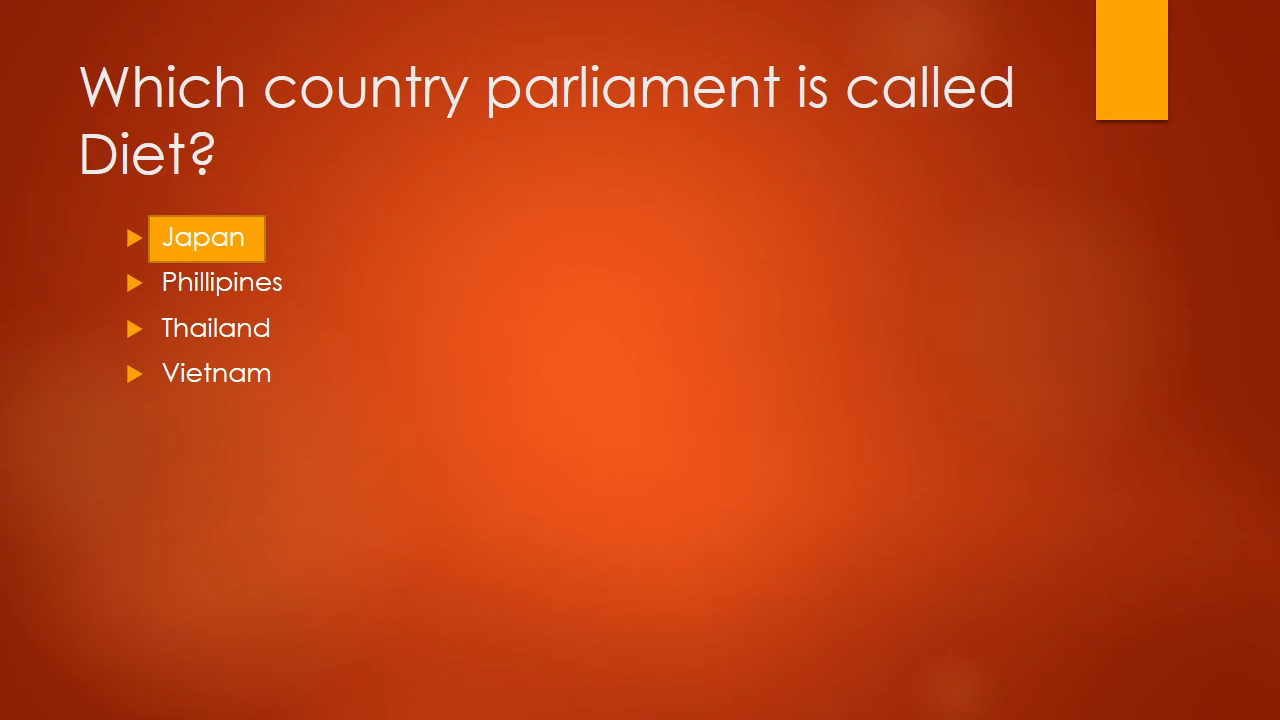 Which country parliament is called
Diet?
Japan
Phillipines
Thailand
Vietnam